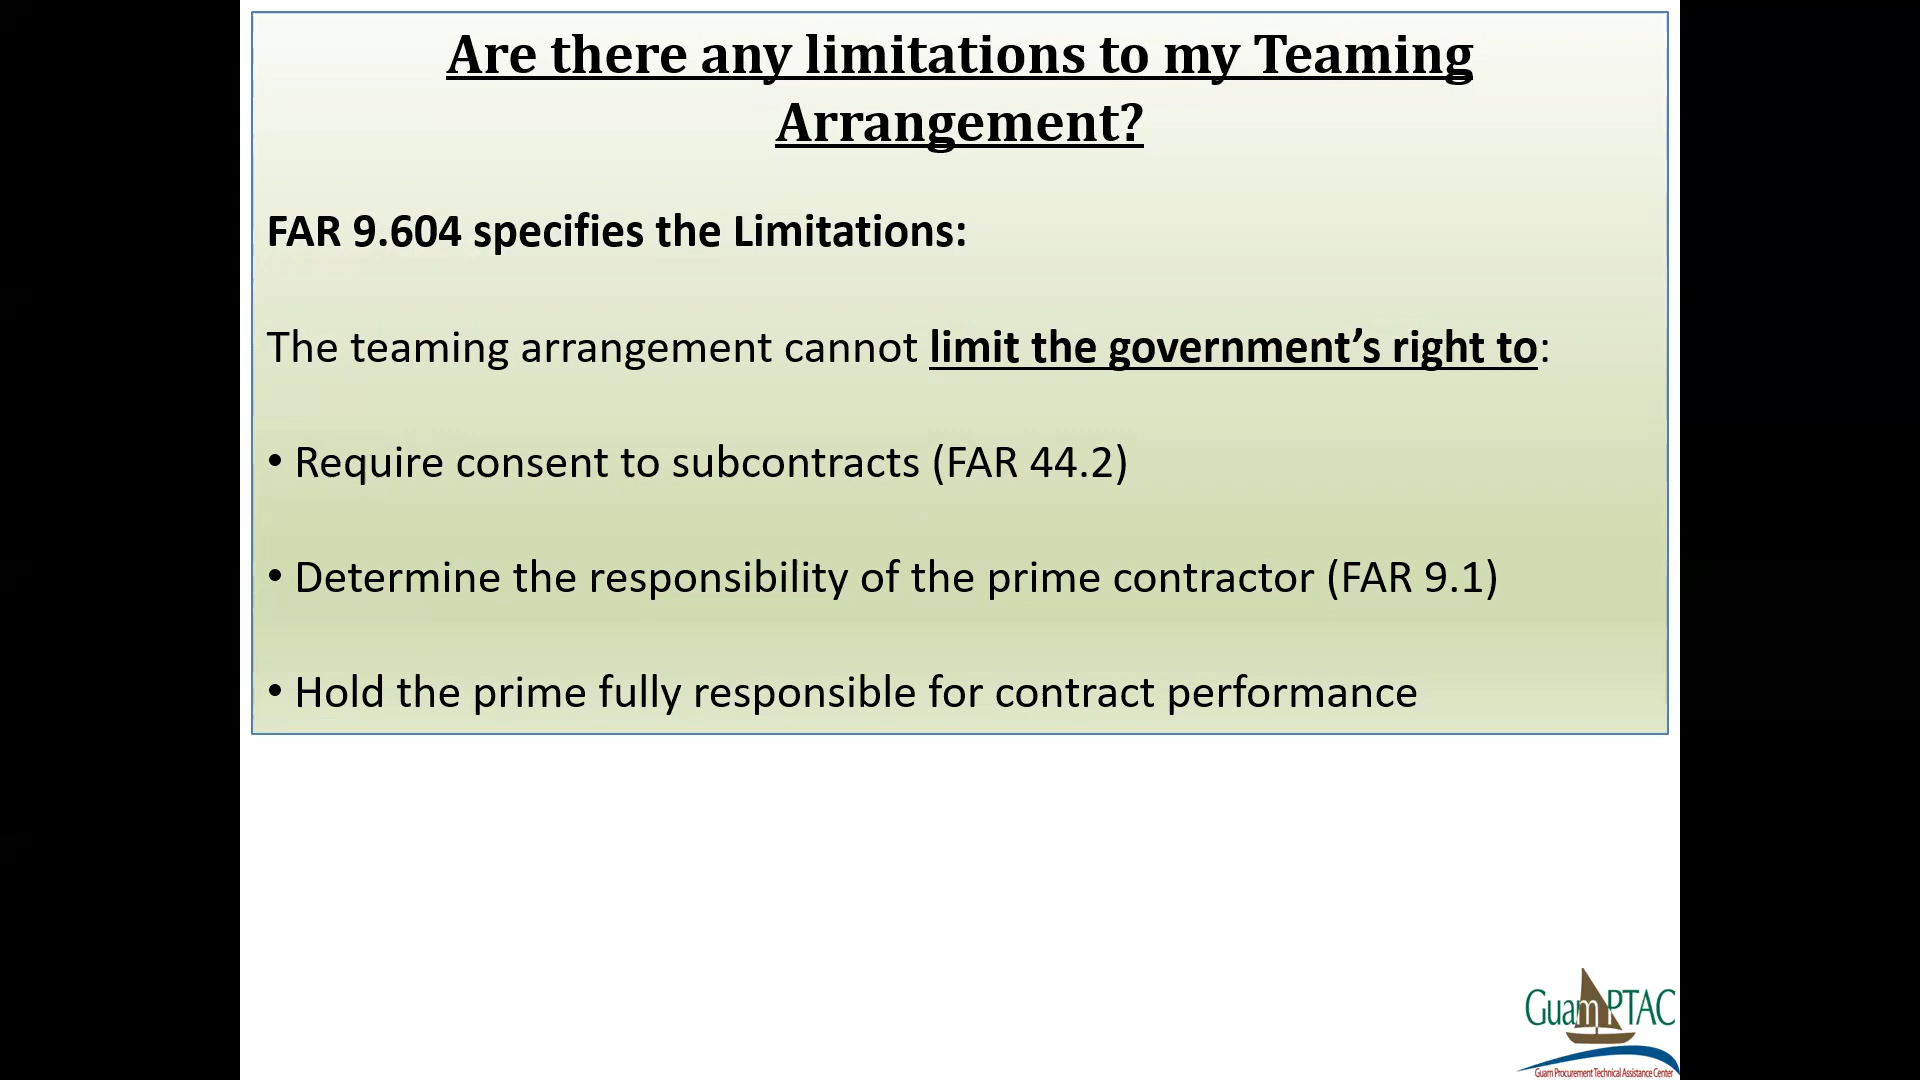 Are there any limitations to my Teaming
Arrangement?
FAR 9.604 specifies the Limitations:
The teaming arrangement cannot limit the government’s right to:
• Require consent to subcontracts (FAR 44.2)
• Determine the responsibility of the prime contractor (FAR 9.1)
• Hold the prime fully responsible for contract performance
Guam PTAC
Guam Procurement Technical Assistance Center